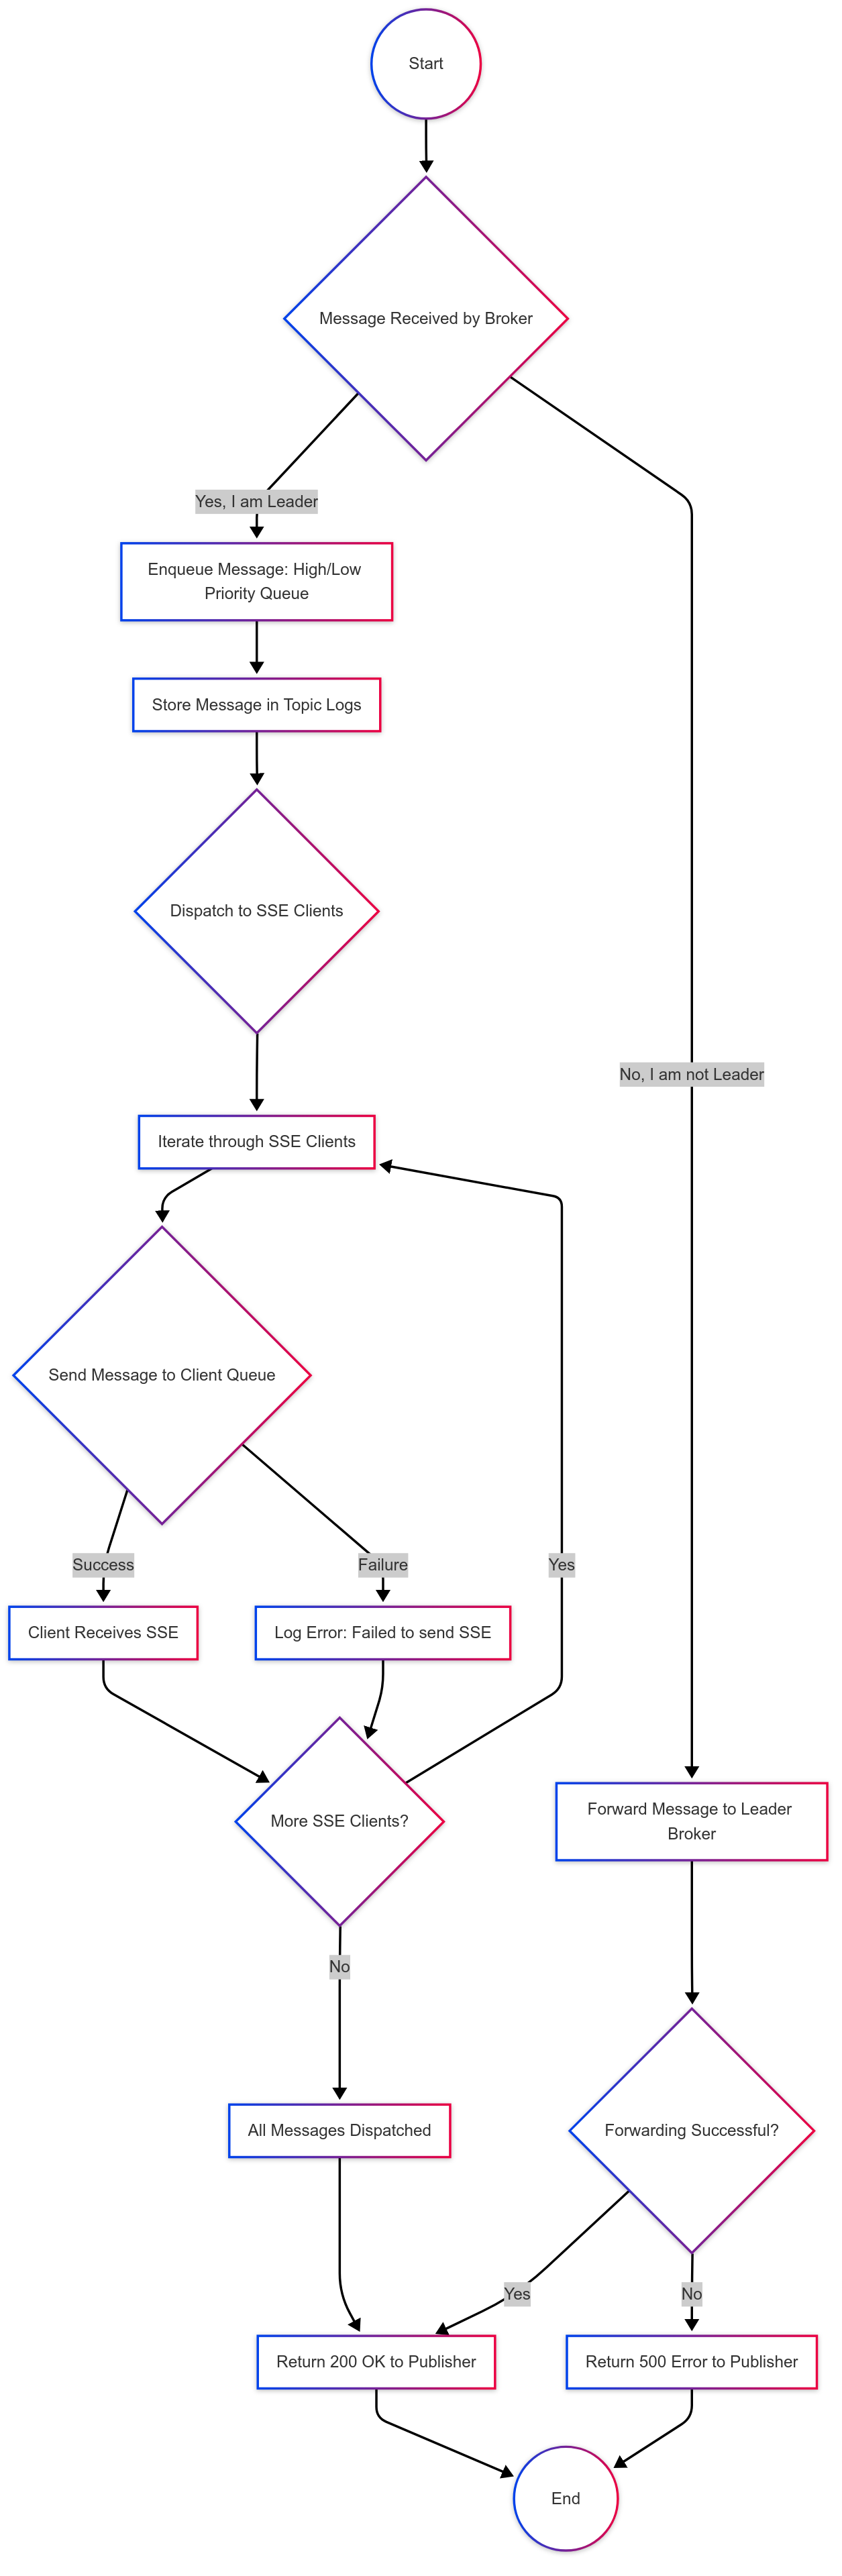 Start
Message Received by Broker
Yes, I am Leader
Enqueue Message: High/Low
Priority Queue
Store Message in Topic Logs
Dispatch to SSE Clients
No, I am not Leader
Iterate through SSE Clients
Send Message to Client Queue
Success
Failure
Yes
Client Receives SSE
Log Error: Failed to send SSE
More SSE Clients?
Forward Message to Leader
Broker
No
All Messages Dispatched
Forwarding Successful?
Yes
No
Return 200 OK to Publisher
Return 500 Error to Publisher
End